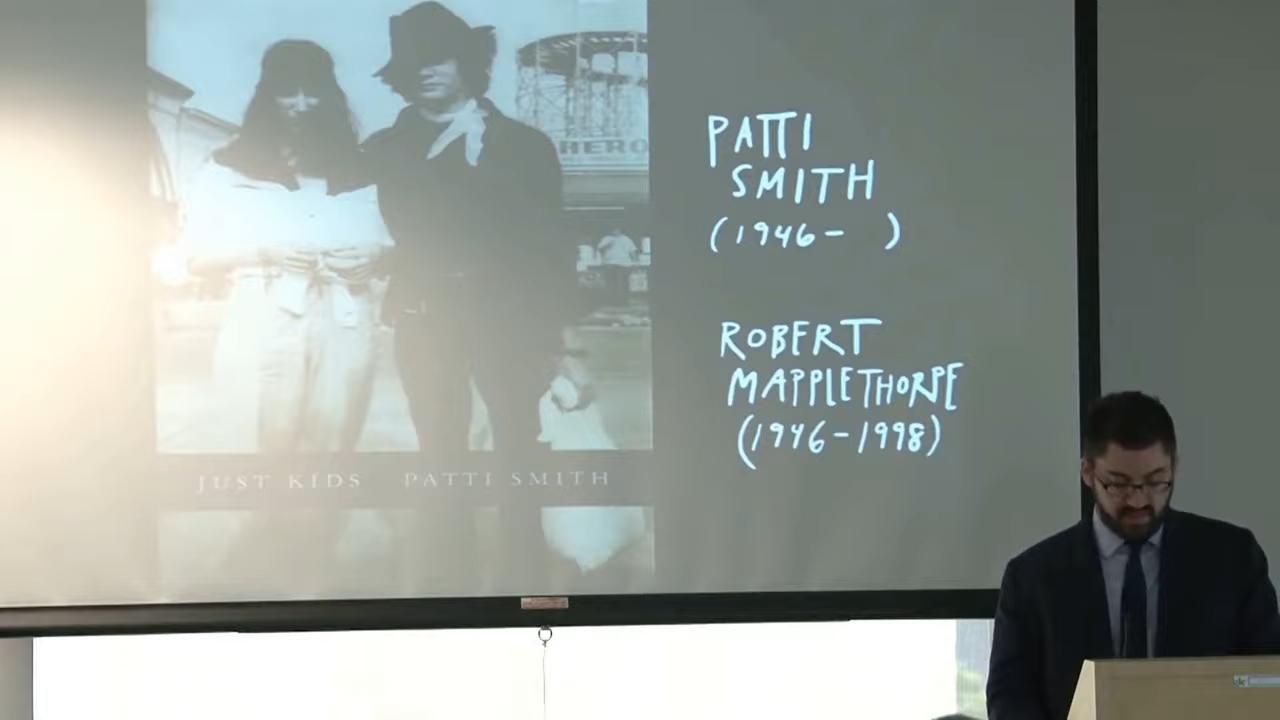 HERO
JUST KIDS PATTI SMITH
PATTI
SMITH
(1946- )
ROBERT
MAPPLETHORPE
(1946-1998)